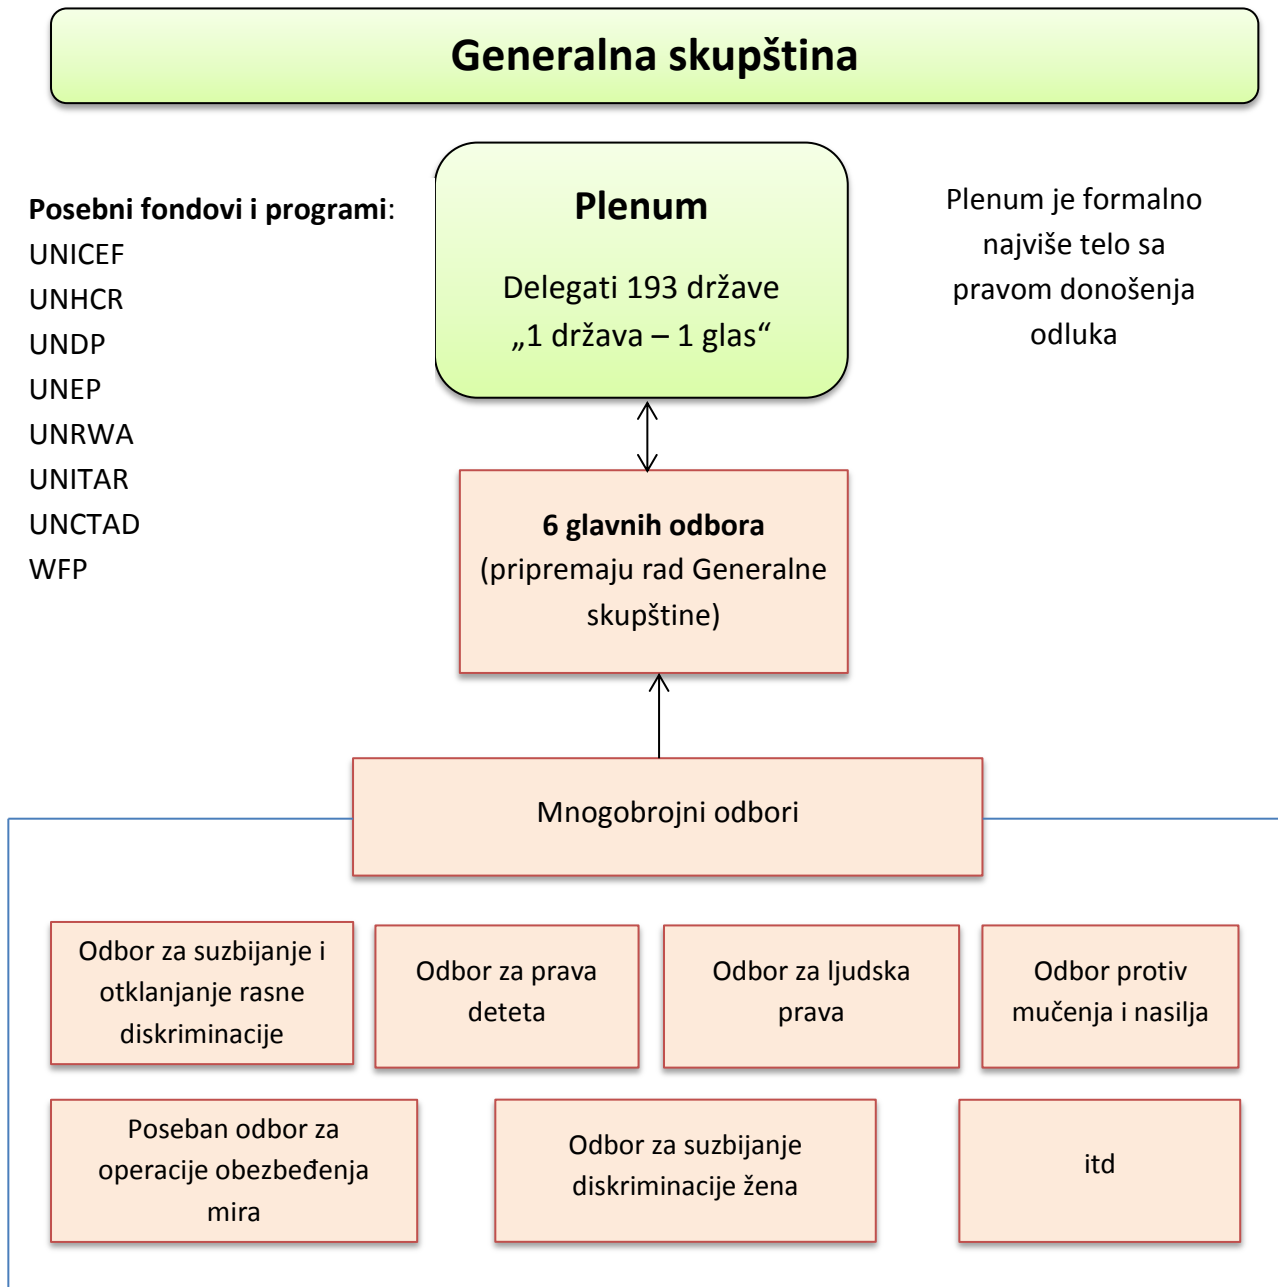 Generalna skupština
Posebni fondovi i programi:
UNICEF
UNHCR
UNDP
UNEP
UNRWA
UNITAR
UNCTAD
WFP
Plenum
Delegati 193 države
„1 država – 1 glas“
Plenum je formalno
najviše telo sa
pravom donošenja
odluka
6 glavnih odbora
(pripremaju rad Generalne
skupštine)
Mnogobrojni odbori
Odbor za suzbijanje i
otklanjanje rasne
diskriminacije
Odbor za prava
deteta
Odbor za ljudska
prava
Odbor protiv
mučenja i nasilja
Poseban odbor za
operacije obezbeđenja
mira
Odbor za suzbijanje
diskriminacije žena
itd